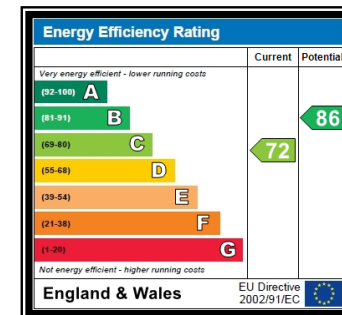 Energy Efficiency Rating
Current Potential
Very energy efficient - lower running costs
(92-100) A
(81-91) B 86
(69-80) C 72
(55-68) D
(39-54) E
(21-38) F
(1-20) G
Not energy efficient - higher running costs
England & Wales
EU Directive
2002/91/EC